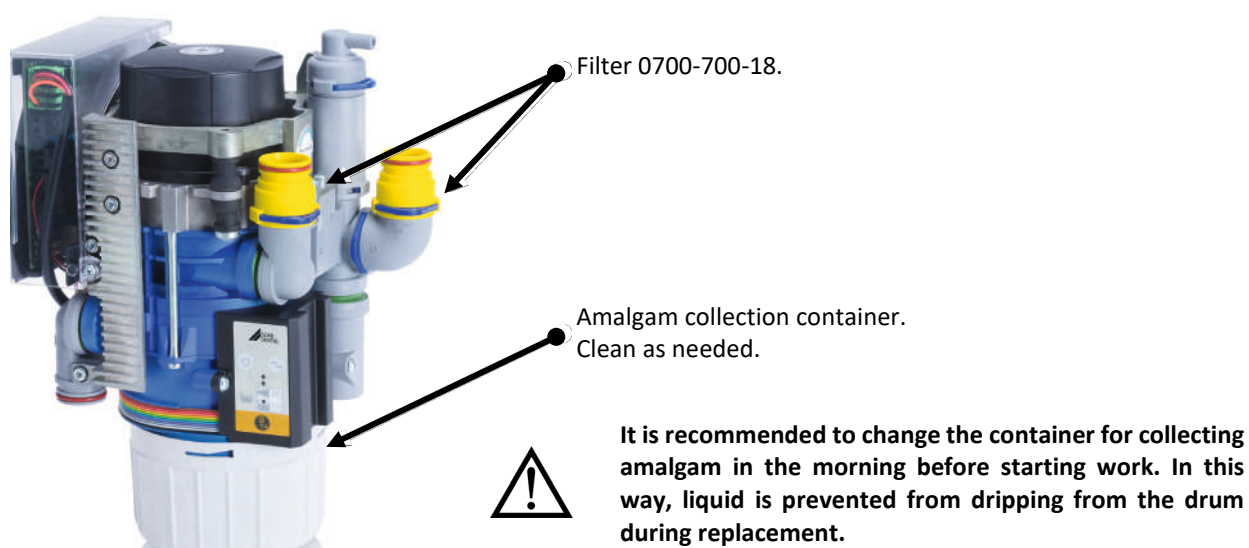 Filter 0700-700-18.
Amalgam collection container.
Clean as needed.
DÜRR
DENTAL
It is recommended to change the container for collecting
amalgam in the morning before starting work. In this
way, liquid is prevented from dripping from the drum
during replacement.